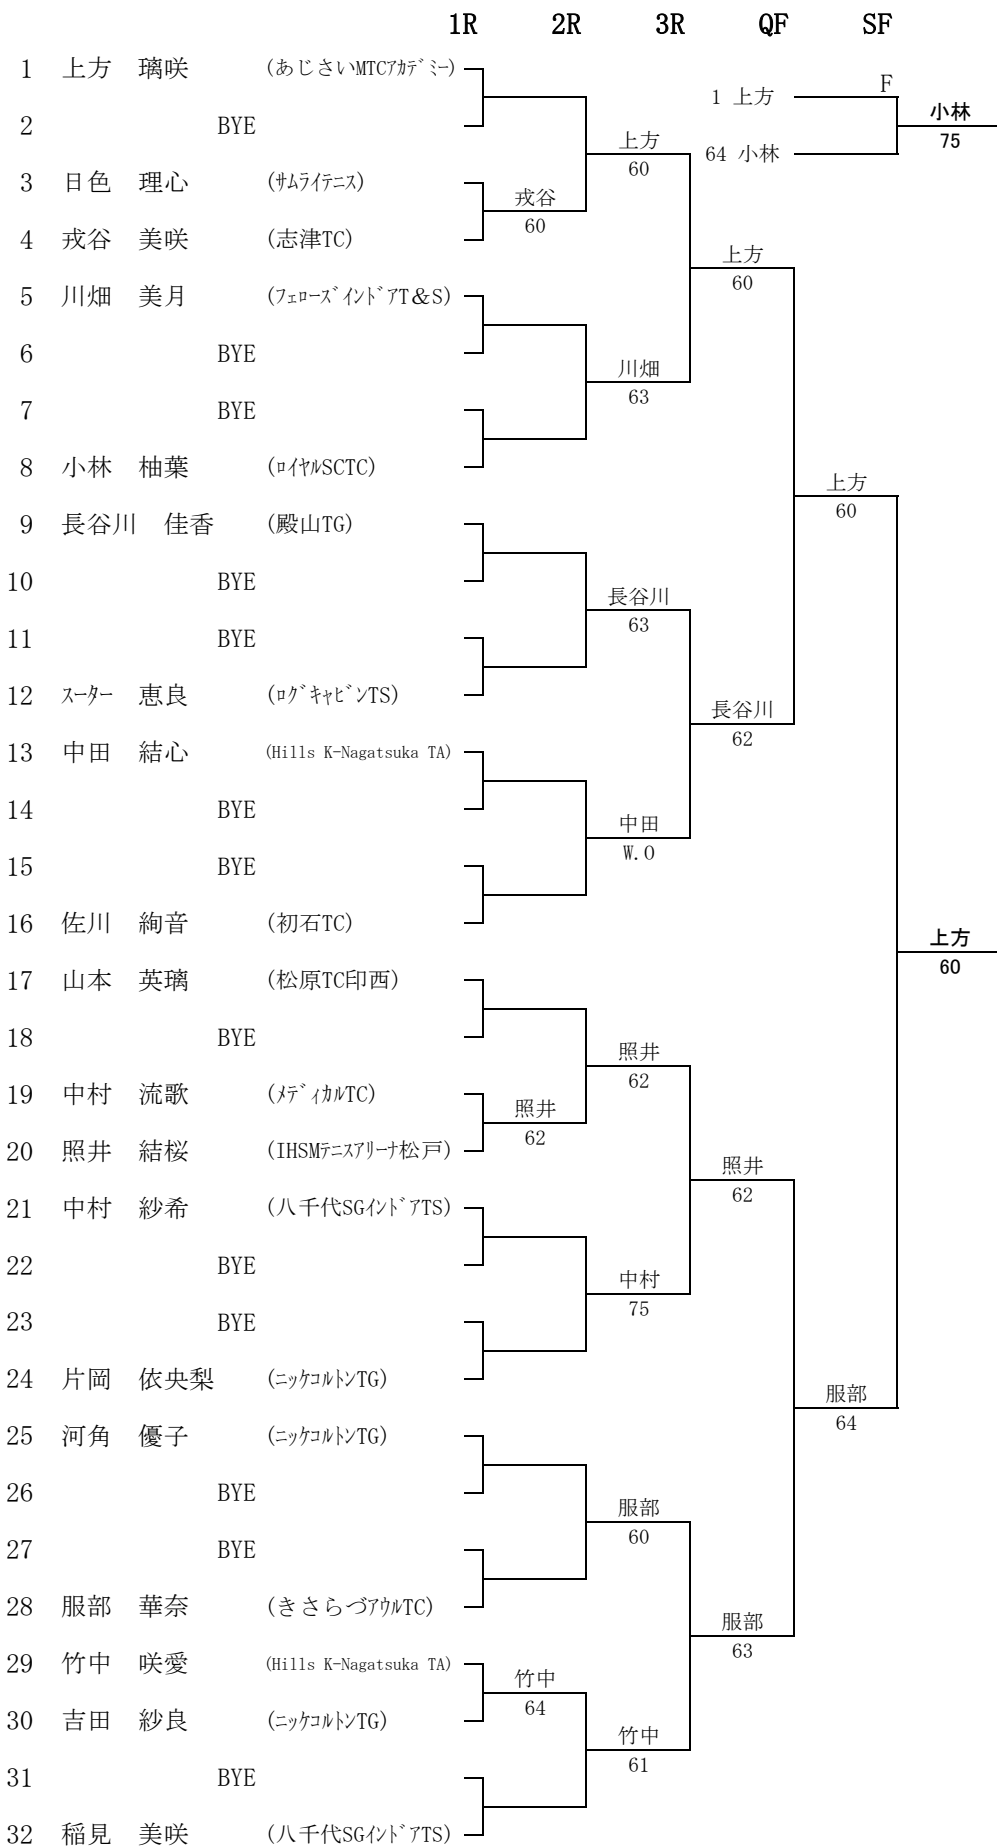 1R 2R 3R QF SF
1 上方 璃咲 (あじさいMTCｱｶﾃﾞﾐｰ)
F
1 上方
小林
2 BYE
75
上方
64 小林
60
3 日色 理心 (ｻﾑﾗｲﾃﾆｽ)
戎谷
60
4 戎谷 美咲 (志津TC)
上方
60
5 川畑 美月 (ﾌｪﾛｰｽﾞｲﾝﾄﾞｱT＆S)
6 BYE
川畑
63
7 BYE
8 小林 柚葉 (ﾛｲﾔﾙSCTC)
上方
60
9 長谷川 佳香 (殿山TG)
10 BYE
長谷川
63
11 BYE
12 ｽｰﾀｰ 恵良 (ﾛｸﾞｷｬﾋﾞﾝTS)
長谷川
62
13 中田 結心 (Hills K-Nagatsuka TA)
14 BYE
中田
W.O
15 BYE
16 佐川 絢音 (初石TC)
上方
60
17 山本 英璃 (松原TC印西)
18 BYE
照井
62
19 中村 流歌 (ﾒﾃﾞｨｶﾙTC)
照井
62
20 照井 結桜 (IHSMﾃﾆｽｱﾘｰﾅ松戸)
照井
62
21 中村 紗希 (八千代SGｲﾝﾄﾞｱTS)
22 BYE
中村
75
23 BYE
24 片岡 依央梨 (ﾆｯｹｺﾙﾄﾝTG)
服部
64
25 河角 優子 (ﾆｯｹｺﾙﾄﾝTG)
26 BYE
服部
60
27 BYE
28 服部 華奈 (きさらづｱｳﾙTC)
服部
63
29 竹中 咲愛 (Hills K-Nagatsuka TA)
竹中
64
30 吉田 紗良 (ﾆｯｹｺﾙﾄﾝTG)
竹中
61
31 BYE
32 稲見 美咲 (八千代SGｲﾝﾄﾞｱTS)